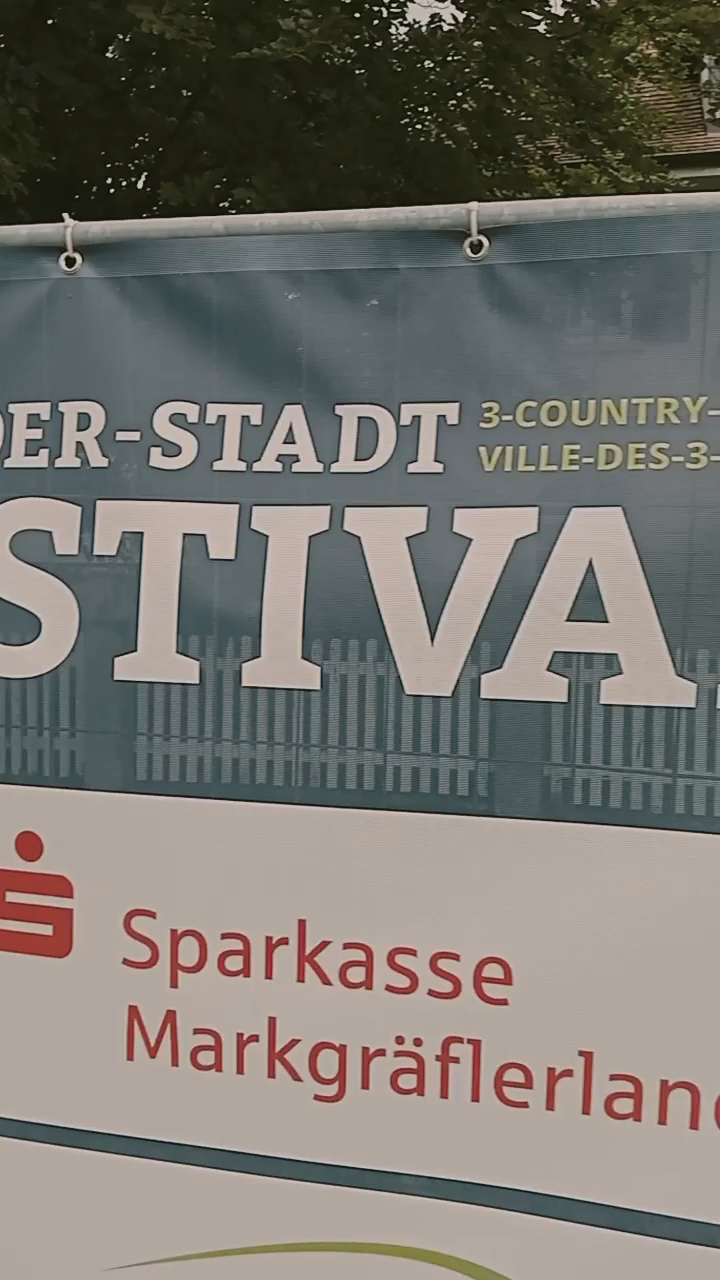 DER-STADT
3-COUNTRY-
VILLE-DES-3-
STIVA
Sparkasse
Markgräflerlan